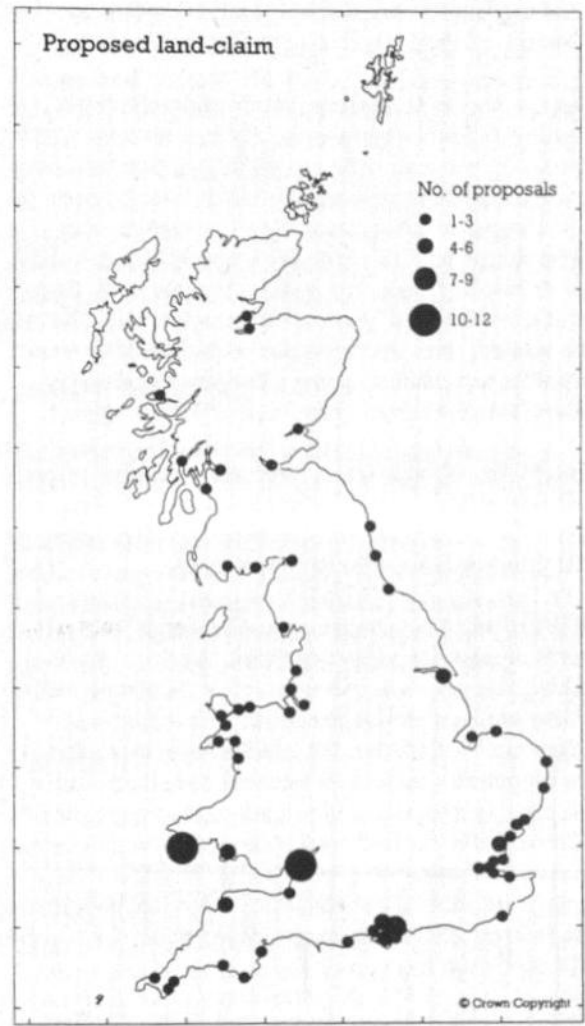 Proposed land-claim
No. of proposals
1-3
4-6
7-9
10-12
© Crown Copyright